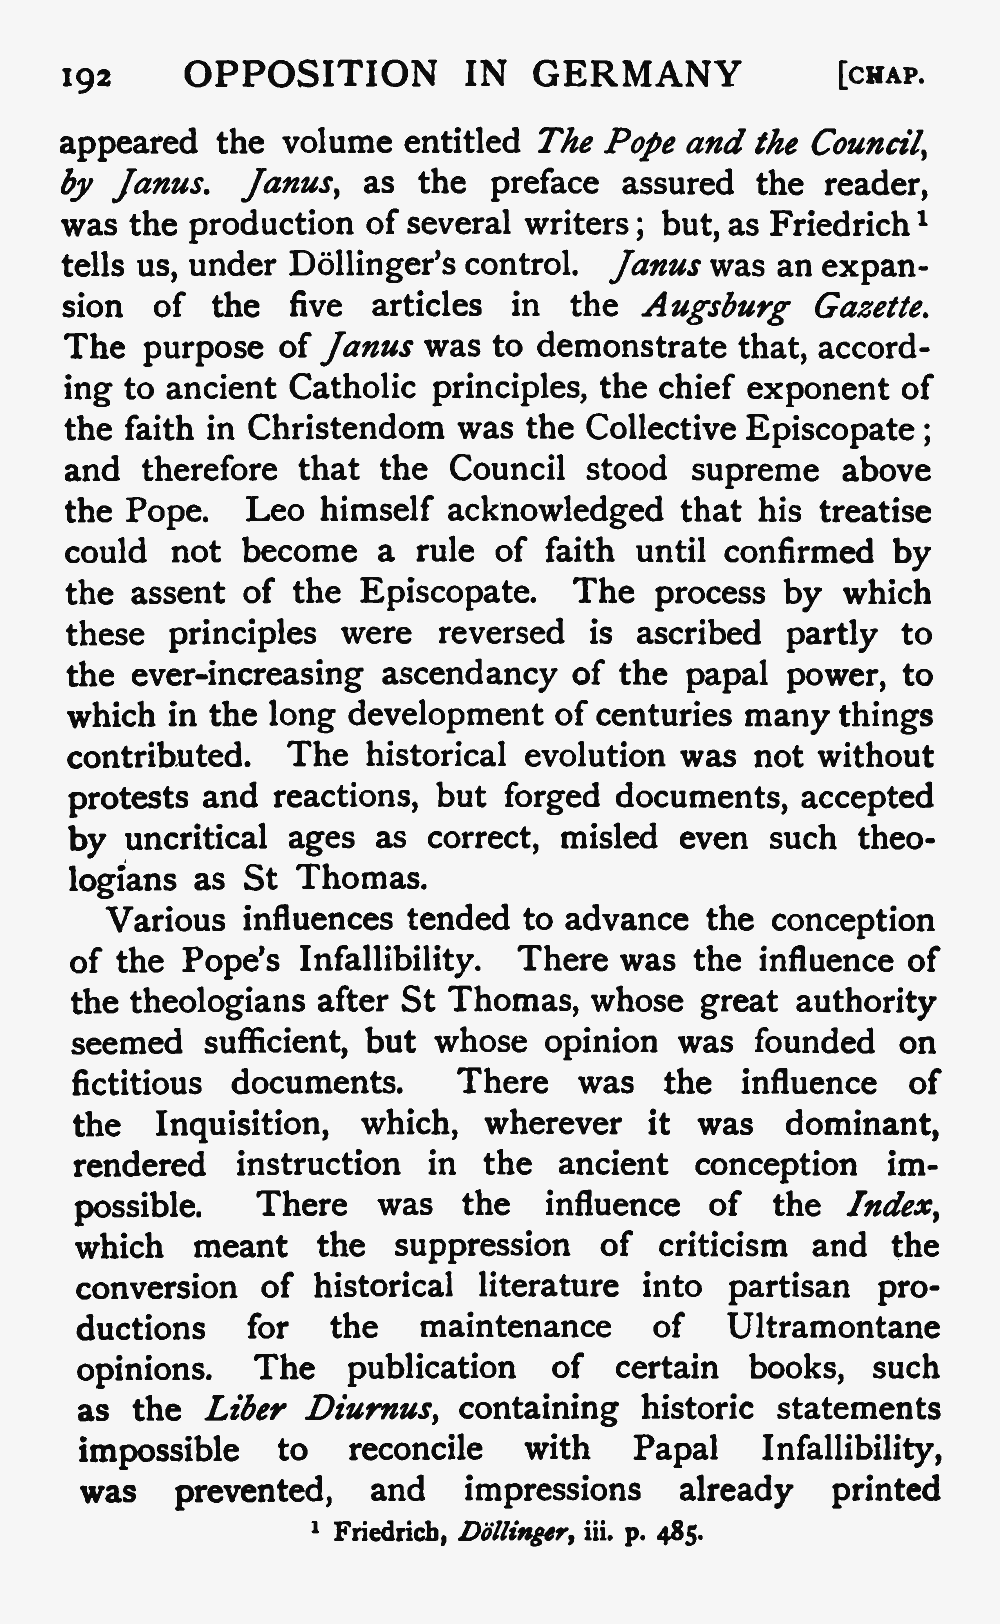 192 OPPOSITION IN GERMANY [CHAP.
appeared the volume entitled The Pope and the Council,
by Janus. Janus, as the preface assured the reader,
was the production of several writers; but, as Friedrich¹
tells us, under Döllinger's control. Janus was an expan-
sion of the five articles in the Augsburg Gazette.
The purpose of Janus was to demonstrate that, accord-
ing to ancient Catholic principles, the chief exponent of
the faith in Christendom was the Collective Episcopate;
and therefore that the Council stood supreme above
the Pope. Leo himself acknowledged that his treatise
could not become a rule of faith until confirmed by
the assent of the Episcopate. The process by which
these principles were reversed is ascribed partly to
the ever-increasing ascendancy of the papal power, to
which in the long development of centuries many things
contributed. The historical evolution was not without
protests and reactions, but forged documents, accepted
by uncritical ages as correct, misled even such theo-
logians as St Thomas.
Various influences tended to advance the conception
of the Pope's Infallibility. There was the influence of
the theologians after St Thomas, whose great authority
seemed sufficient, but whose opinion was founded on
fictitious documents. There was the influence of
the Inquisition, which, wherever it was dominant,
rendered instruction in the ancient conception im-
possible. There was the influence of the Index,
which meant the suppression of criticism and the
conversion of historical literature into partisan pro-
ductions for the maintenance of Ultramontane
opinions. The publication of certain books, such
as the Liber Diurnus, containing historic statements
impossible to reconcile with Papal Infallibility,
was prevented, and impressions already printed
¹ Friedrich, Döllinger, iii. p. 485.